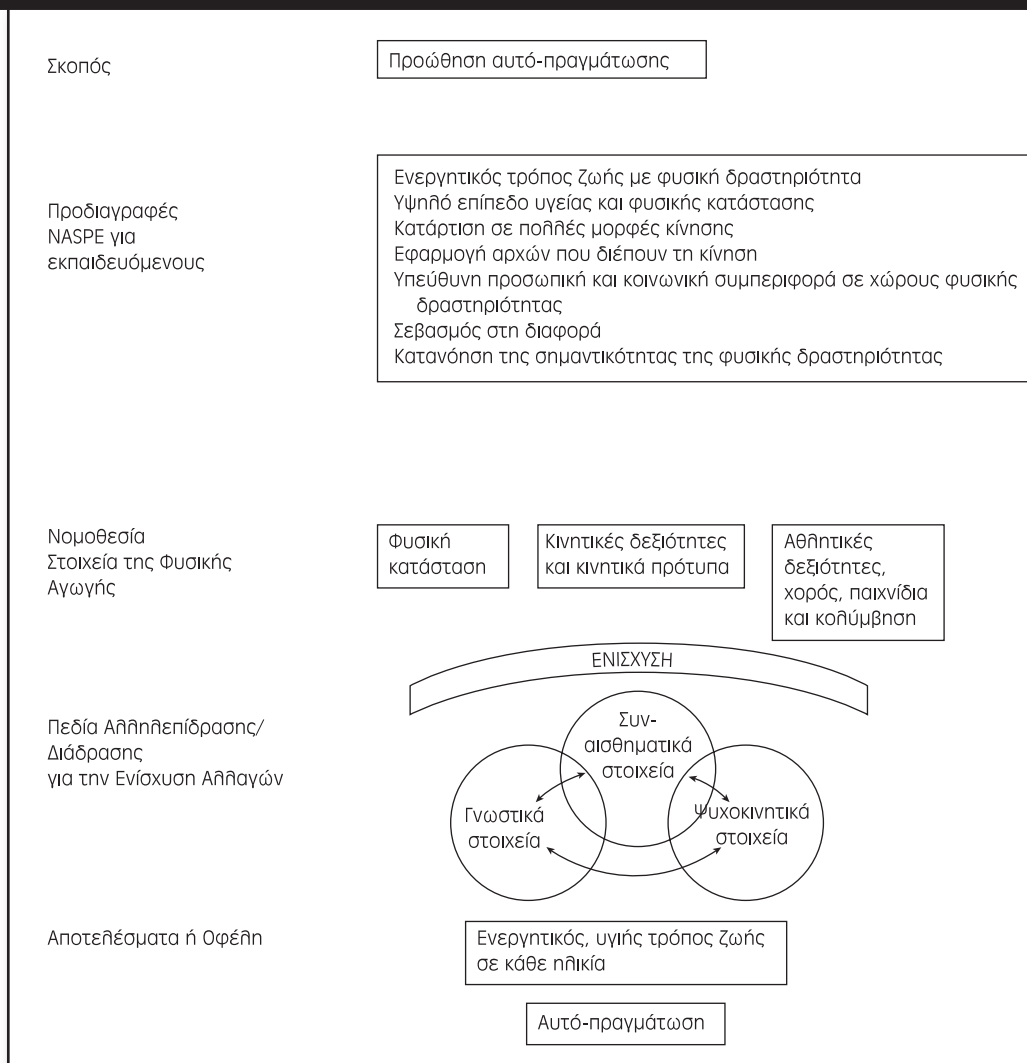 Σκοπός
Προώθηση αυτό-πραγμάτωσης
Προδιαγραφές
NASPE για
εκπαιδευόμενους
Ενεργητικός τρόπος ζωής με φυσική δραστηριότητα
Υψηλό επίπεδο υγείας και φυσικής κατάστασης
Κατάρτιση σε πολλές μορφές κίνησης
Εφαρμογή αρχών που διέπουν τη κίνηση
Υπεύθυνη προσωπική και κοινωνική συμπεριφορά σε χώρους φυσικής
δραστηριότητας
Σεβασμός στη διαφορά
Κατανόηση της σημαντικότητας της φυσικής δραστηριότητας
Νομοθεσία
Στοιχεία της Φυσικής
Αγωγής
Φυσική
κατάσταση
Κινητικές δεξιότητες
και κινητικά πρότυπα
Αθλητικές
δεξιότητες,
χορός, παιχνίδια
και κολύμβηση
ΕΝΙΣΧΥΣΗ
Πεδία Αλληλεπίδρασης/
Διάδρασης
για την Ενίσχυση Αλλαγών
Συν-
αισθηματικά
στοιχεία
Γνωστικά
στοιχεία
Ψυχοκινητικά
στοιχεία
Αποτελέσματα ή Οφέλη
Ενεργητικός, υγιής τρόπος ζωής
σε κάθε ηλικία
Αυτό-πραγμάτωση